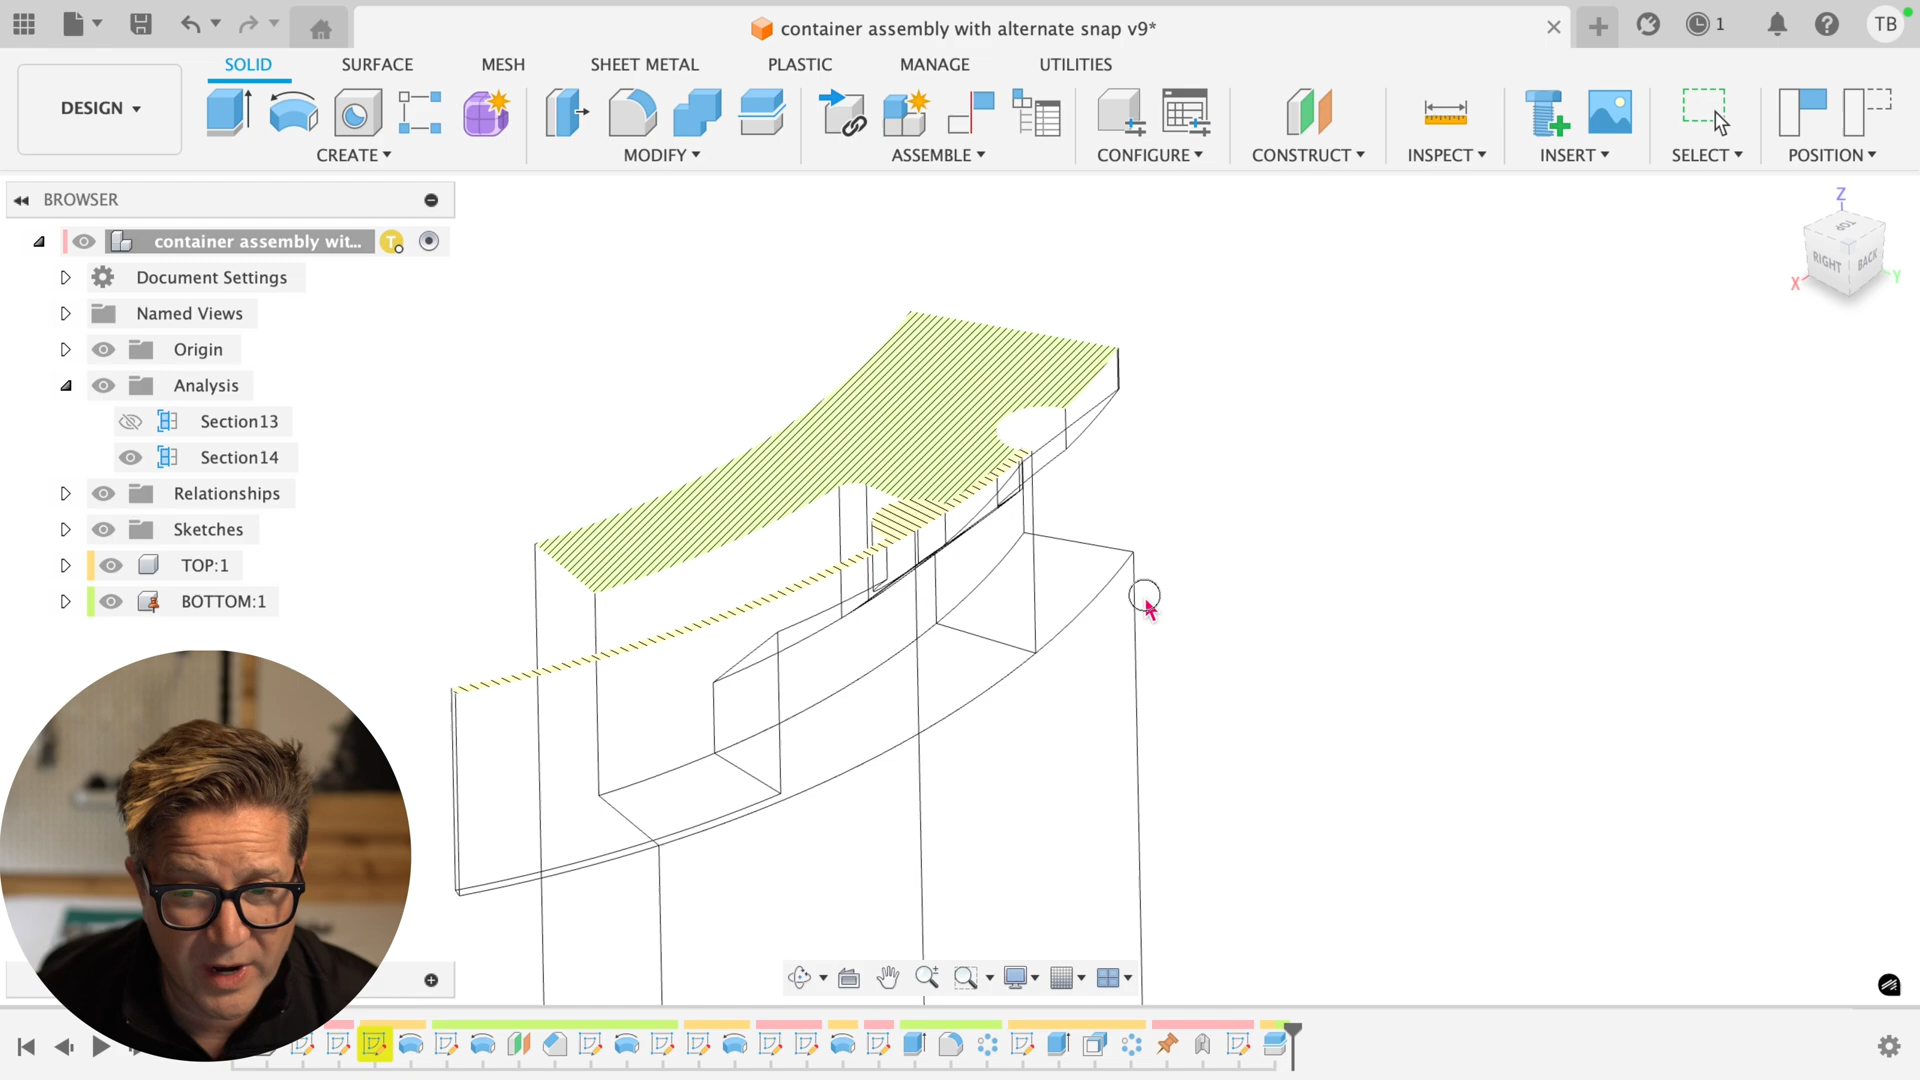 container assembly with alternate snap v9*
1
TB
SOLID
SURFACE
MESH
SHEET METAL
PLASTIC
MANAGE
UTILITIES
DESIGN
CREATE
MODIFY
ASSEMBLE
CONFIGURE
CONSTRUCT
INSPECT
INSERT
SELECT
POSITION
BROWSER
container assembly wit...
T
Document Settings
Named Views
Origin
Analysis
Section13
Section14
Relationships
Sketches
TOP:1
BOTTOM:1
Z
TOP
RIGHT
BACK
X
Y